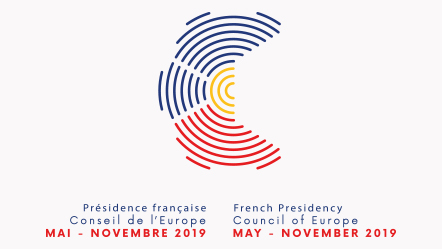 Présidence française
Conseil de l'Europe
MAI - NOVEMBRE 2019
French Presidency
Council of Europe
MAY - NOVEMBER 2019